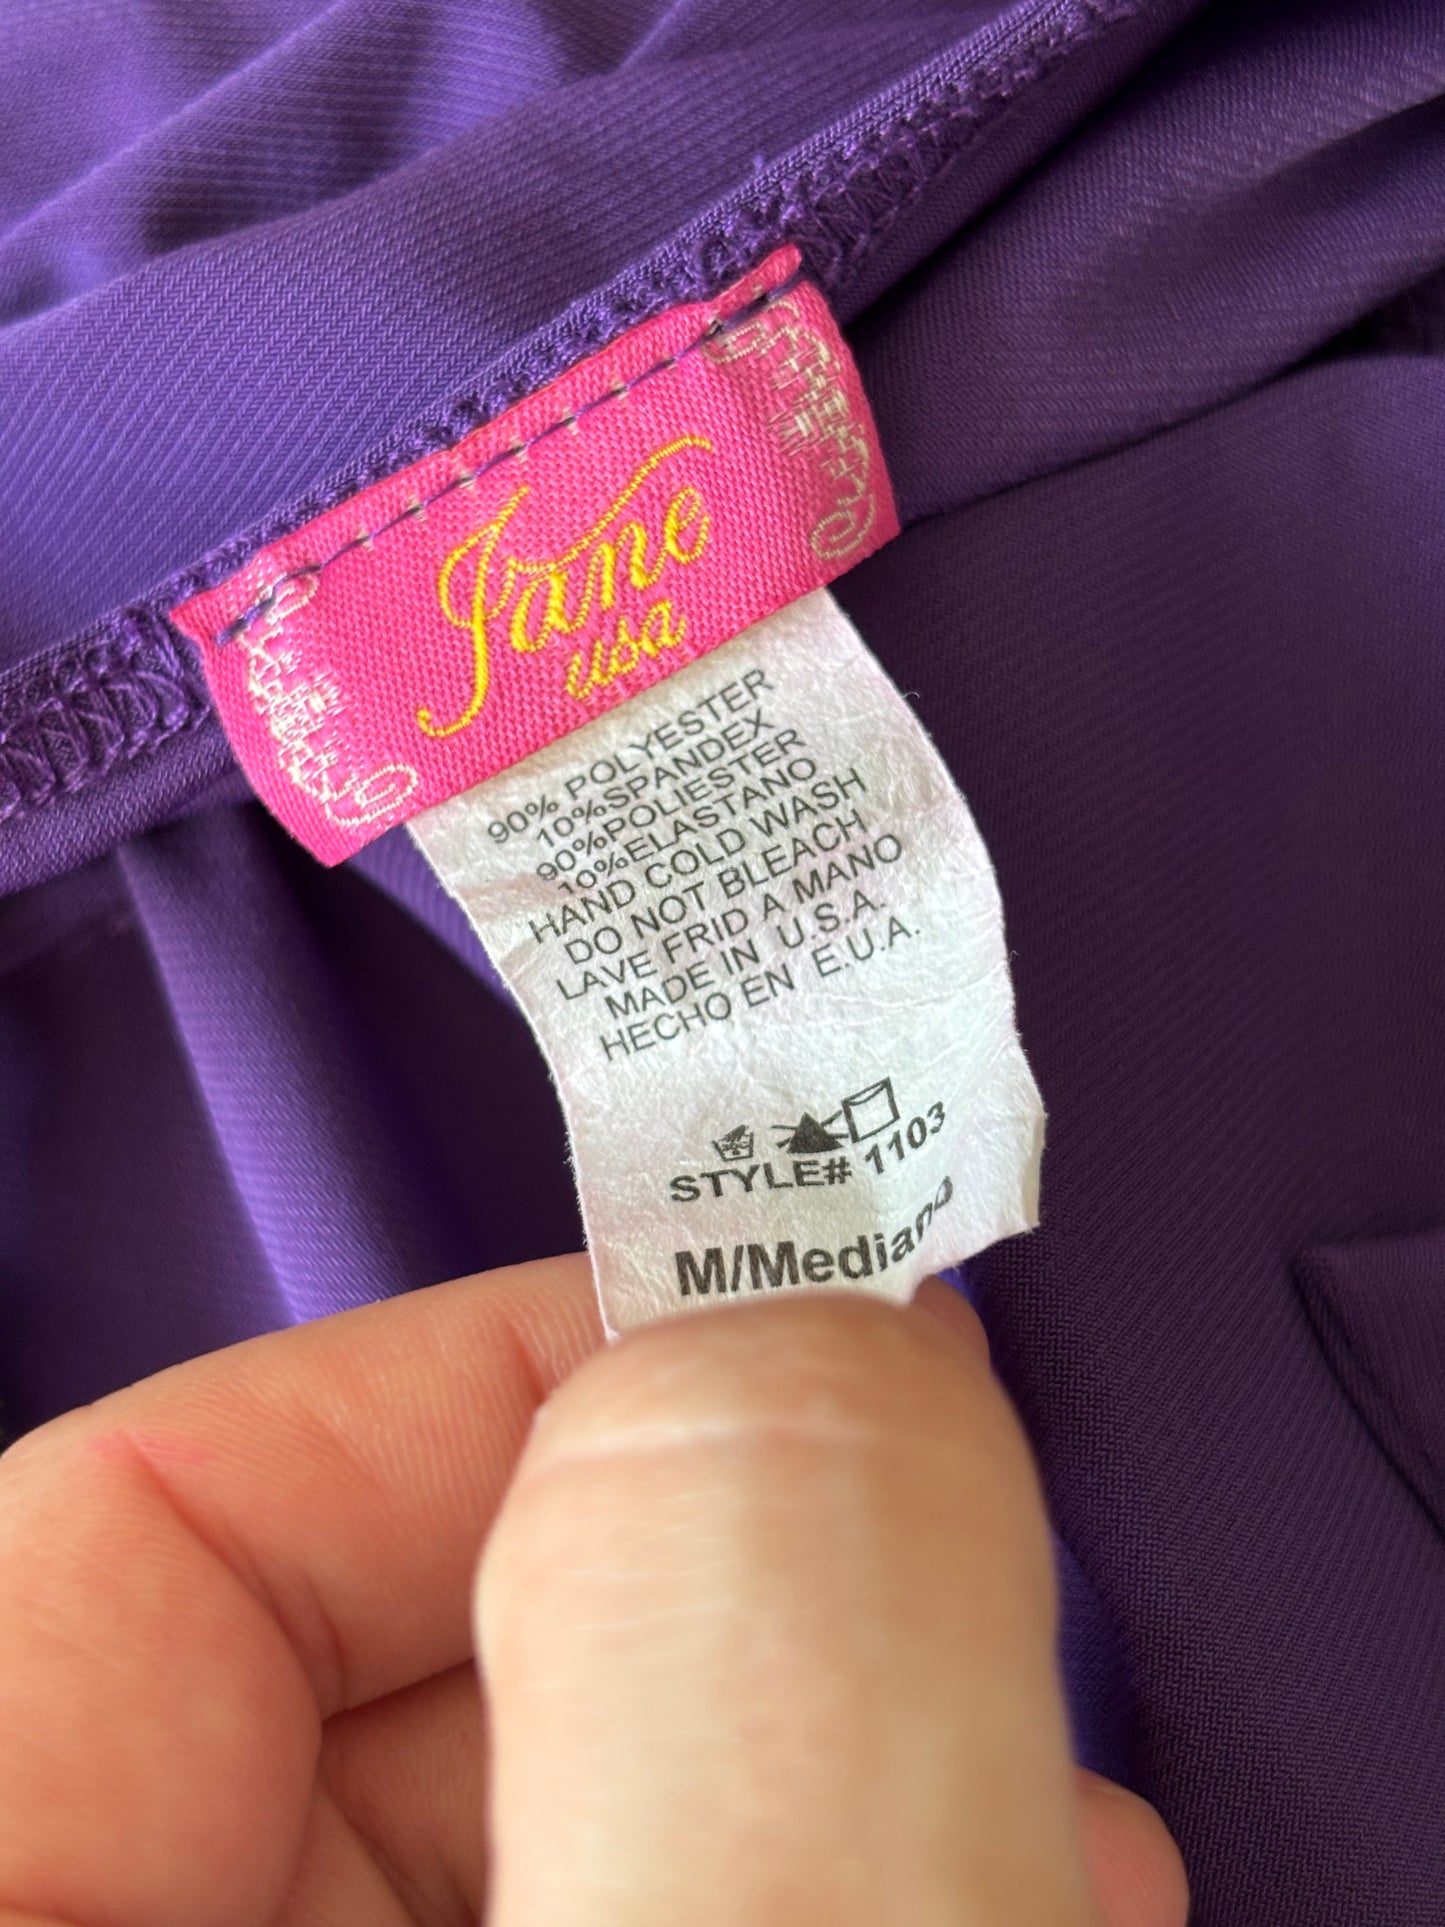 Jane
usa
90% POLYESTER
10%SPANDEX
90%POLIESTER
10%ELASTANO
HAND COLD WASH
DO NOT BLEACH
LAVE FRID A MANO
MADE IN U.S.A.
HECHO EN E.U.A.
STYLE# 1103
M/Mediano